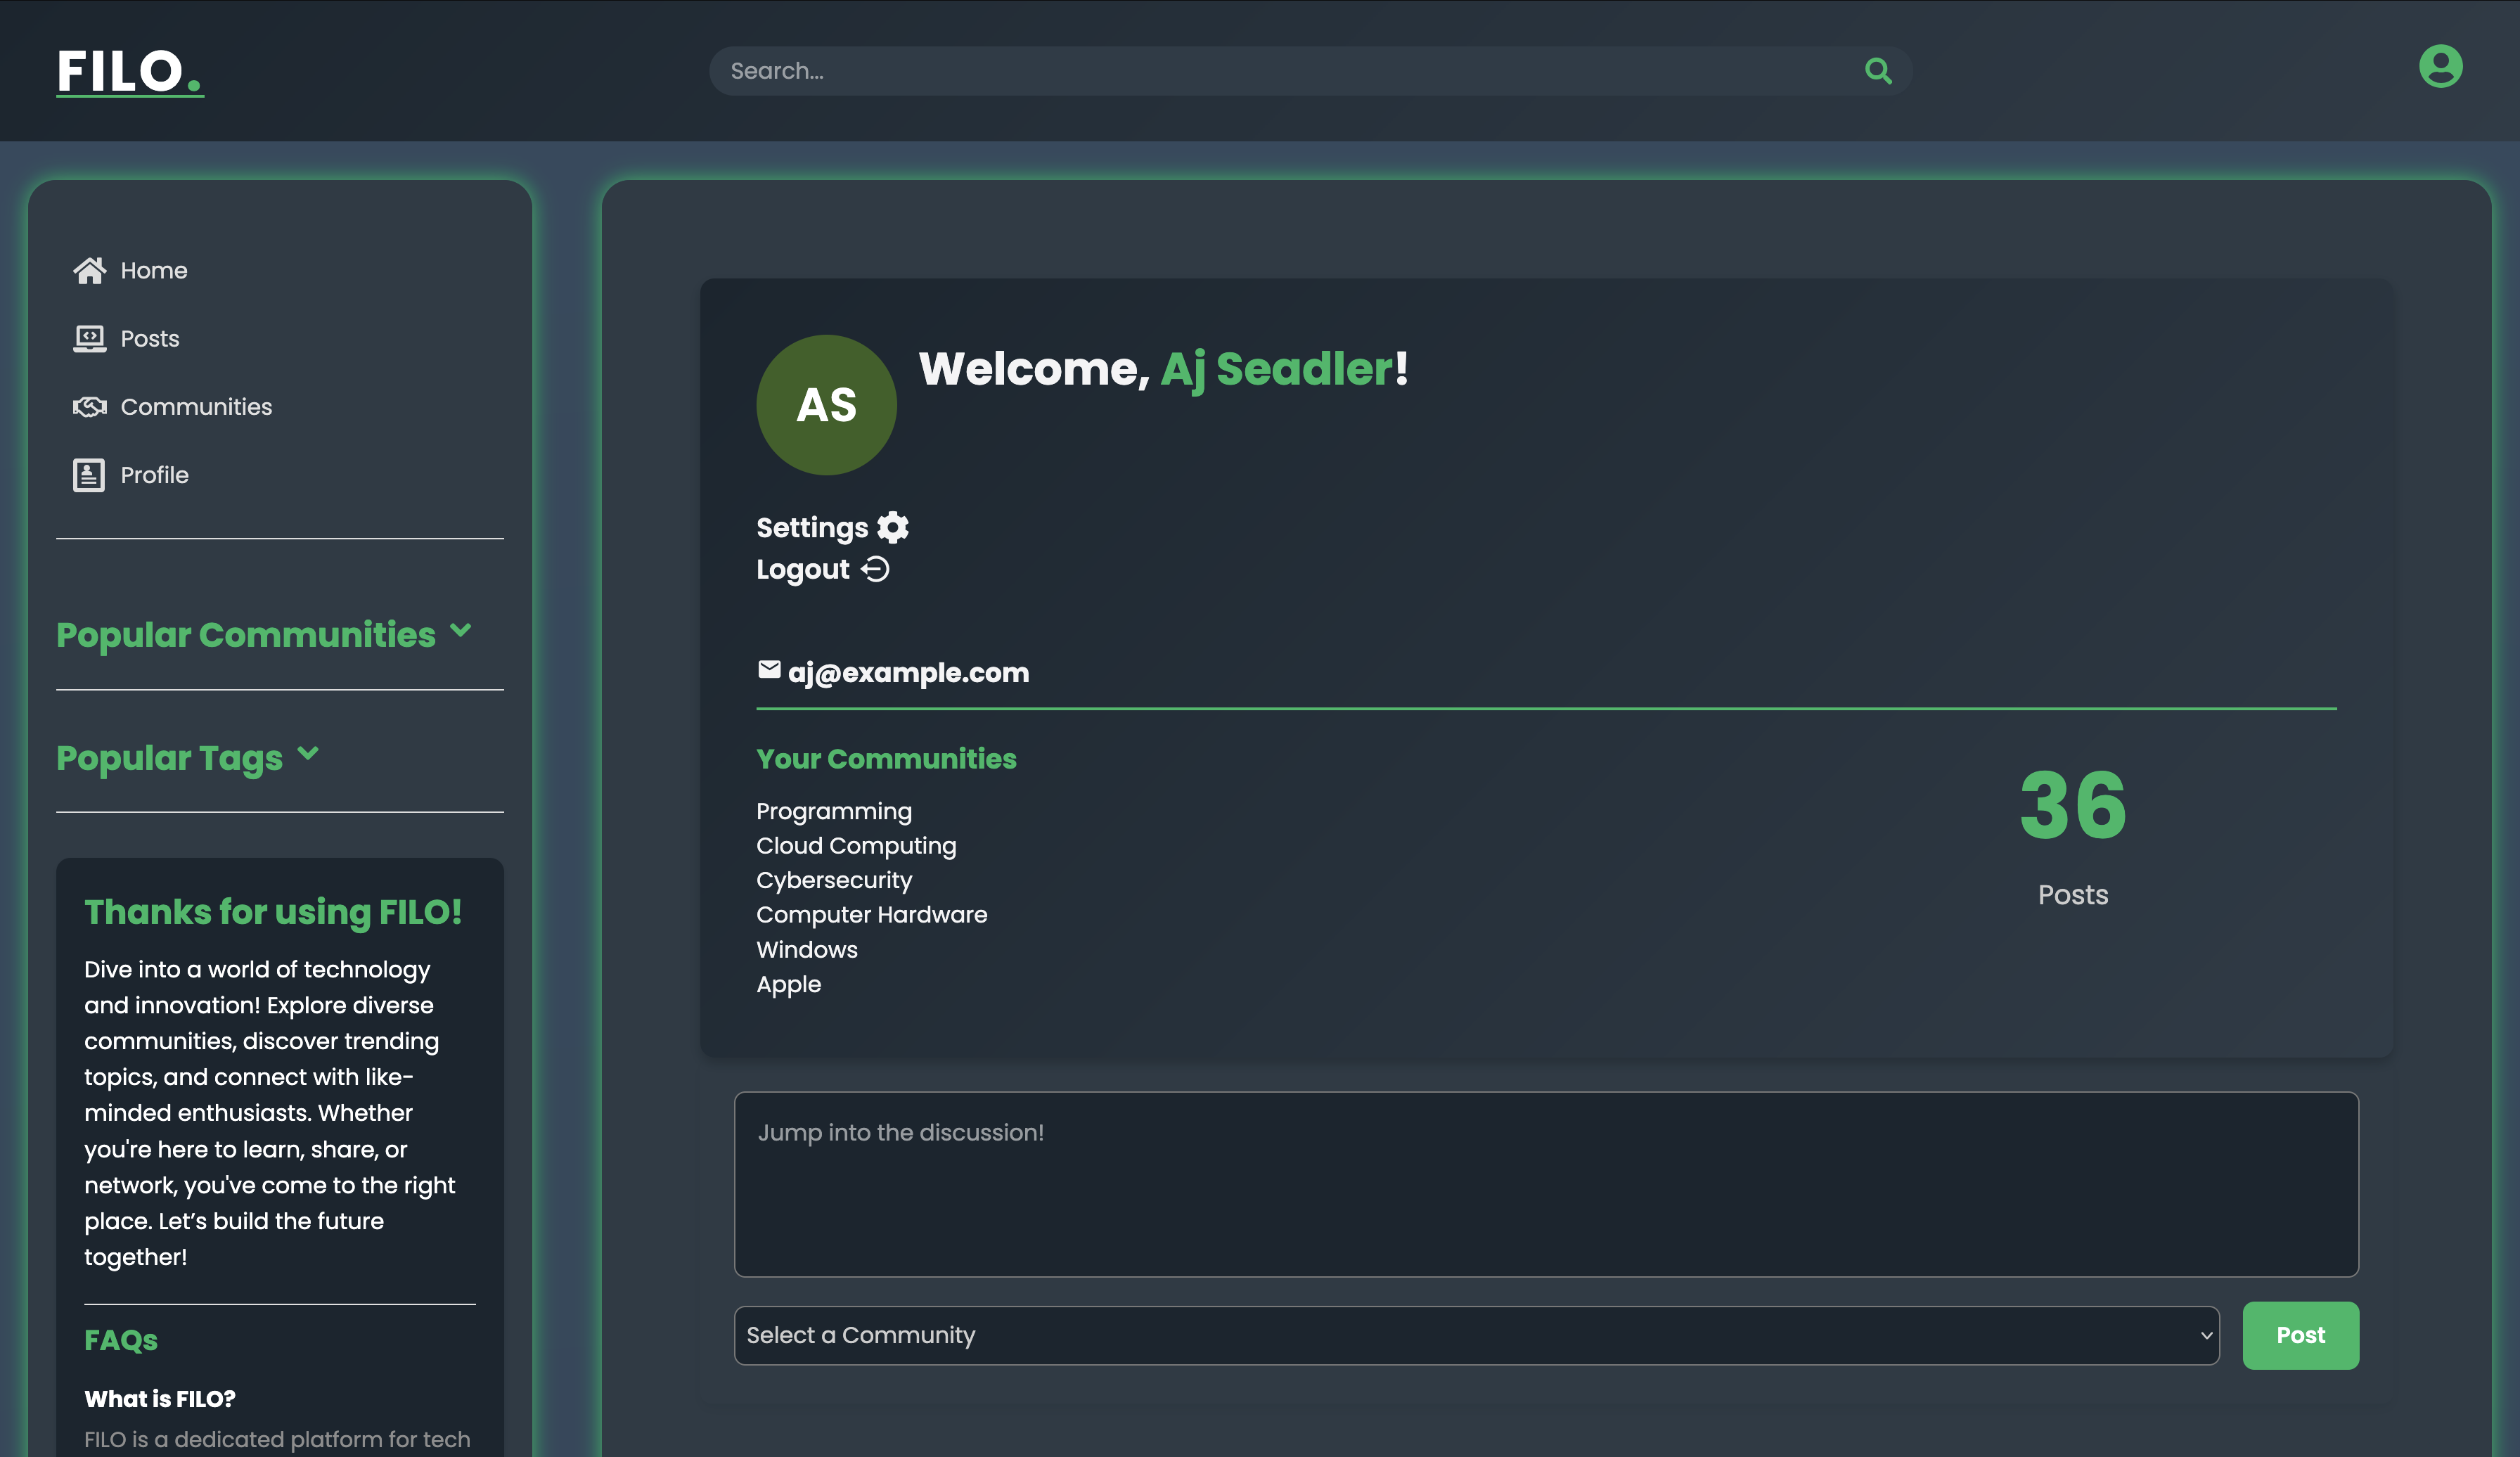 FILO.
Search...
Home
Posts
Communities
Profile
Popular Communities
Popular Tags
Thanks for using FILO!
Dive into a world of technology
and innovation! Explore diverse
communities, discover trending
topics, and connect with like-
minded enthusiasts. Whether
you're here to learn, share, or
network, you've come to the right
place. Let’s build the future
together!
FAQs
What is FILO?
FILO is a dedicated platform for tech
AS
Welcome, Aj Seadler!
Settings
Logout
aj@example.com
Your Communities
Programming
Cloud Computing
Cybersecurity
Computer Hardware
Windows
Apple
36
Posts
Jump into the discussion!
Select a Community
Post